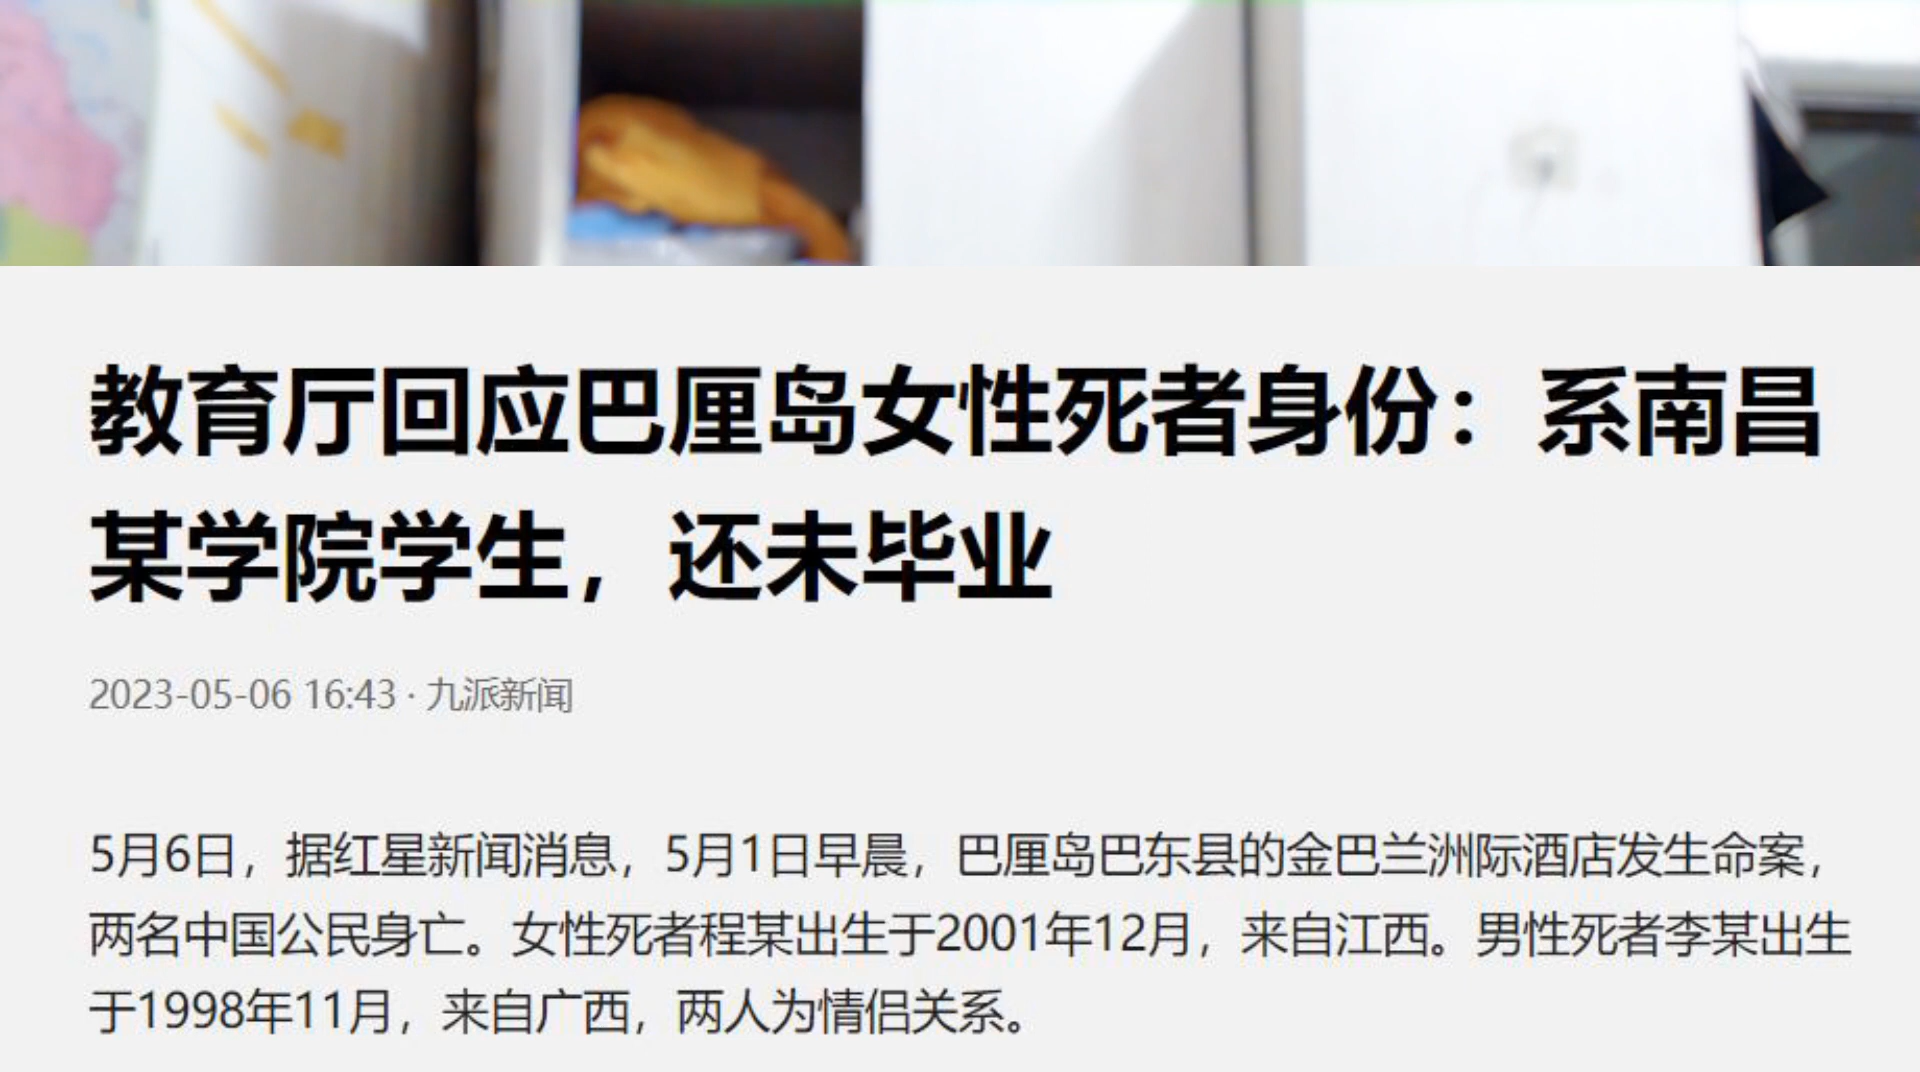 教育厅回应巴厘岛女性死者身份：系南昌
某学院学生，还未毕业
2023-05-06 16:43 · 九派新闻
5月6日，据红星新闻消息，5月1日早晨，巴厘岛巴东县的金巴兰洲际酒店发生命案，
两名中国公民身亡。女性死者程某出生于2001年12月，来自江西。男性死者李某出生
于1998年11月，来自广西，两人为情侣关系。